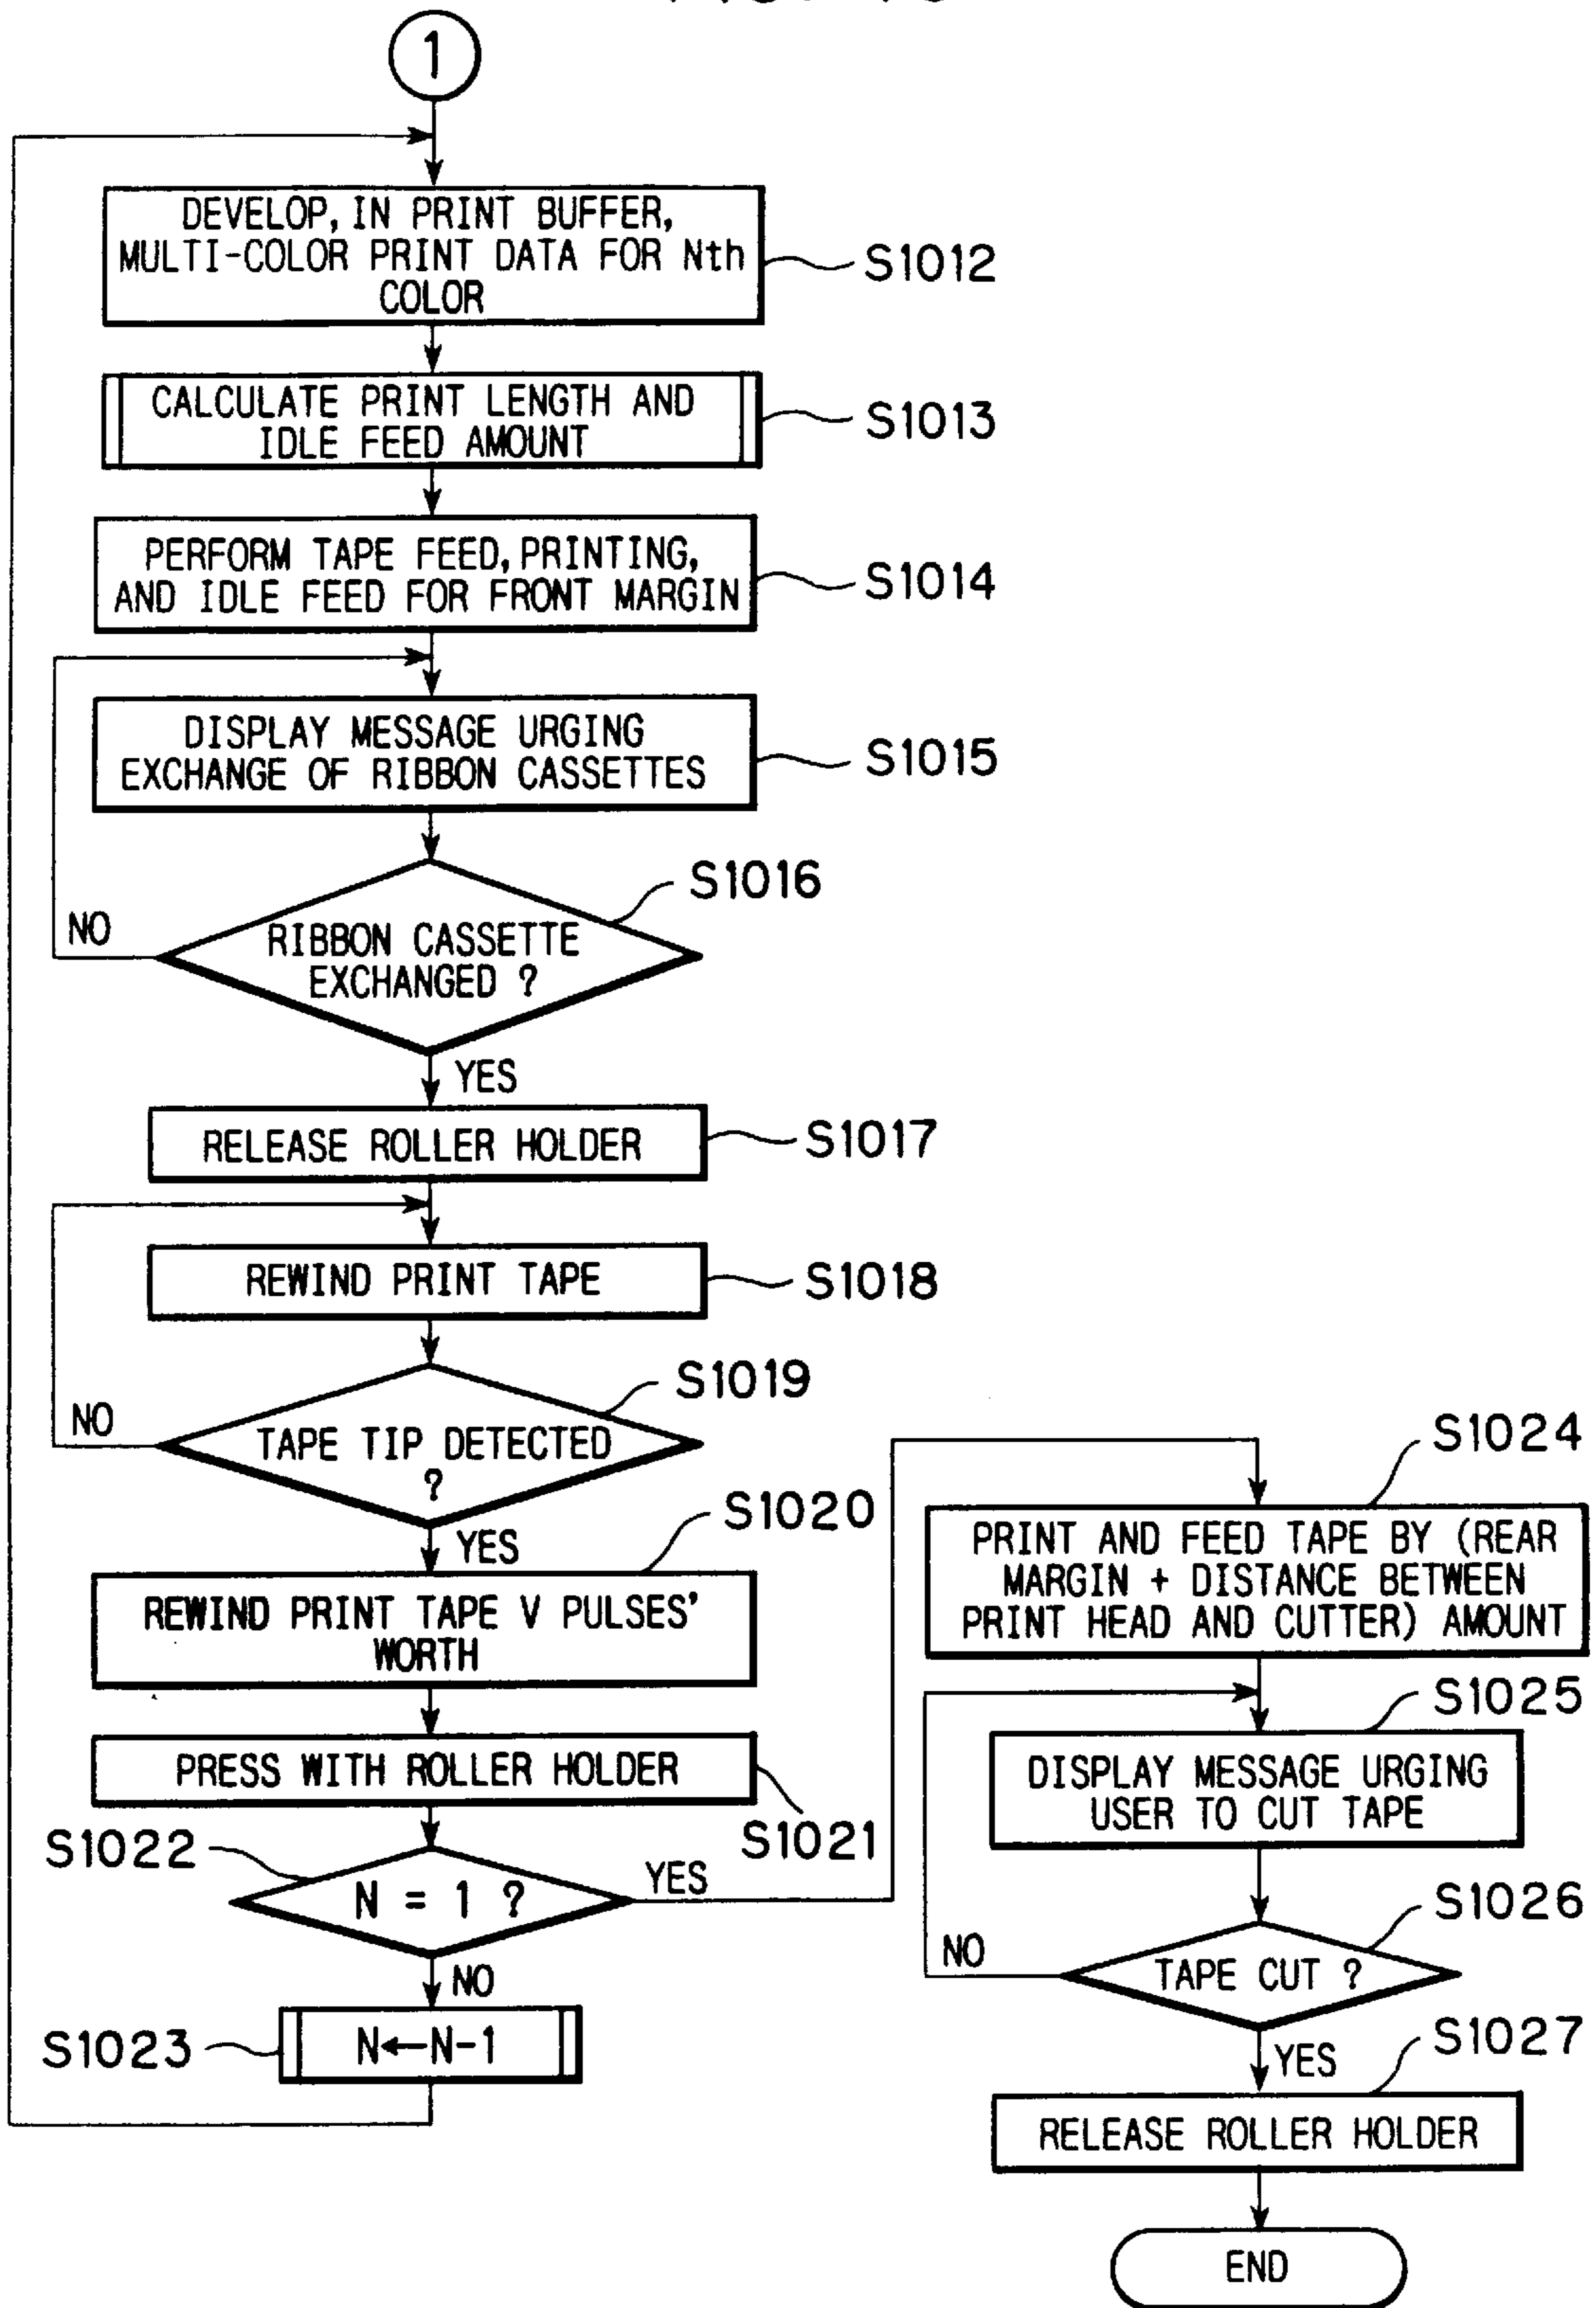 1
DEVELOP, IN PRINT BUFFER,
MULTI-COLOR PRINT DATA FOR Nth
COLOR
S1012
CALCULATE PRINT LENGTH AND
IDLE FEED AMOUNT
S1013
PERFORM TAPE FEED, PRINTING,
AND IDLE FEED FOR FRONT MARGIN
S1014
DISPLAY MESSAGE URGING
EXCHANGE OF RIBBON CASSETTES
S1015
S1016
RIBBON CASSETTE
EXCHANGED ?
NO
YES
RELEASE ROLLER HOLDER
S1017
REWIND PRINT TAPE
S1018
S1019
TAPE TIP DETECTED
?
NO
YES
S1020
REWIND PRINT TAPE V PULSES'
WORTH
PRESS WITH ROLLER HOLDER
S1021
S1022
N = 1 ?
YES
NO
S1023
N←N-1
S1024
PRINT AND FEED TAPE BY (REAR
MARGIN + DISTANCE BETWEEN
PRINT HEAD AND CUTTER) AMOUNT
S1025
DISPLAY MESSAGE URGING
USER TO CUT TAPE
S1026
TAPE CUT ?
NO
YES
S1027
RELEASE ROLLER HOLDER
END